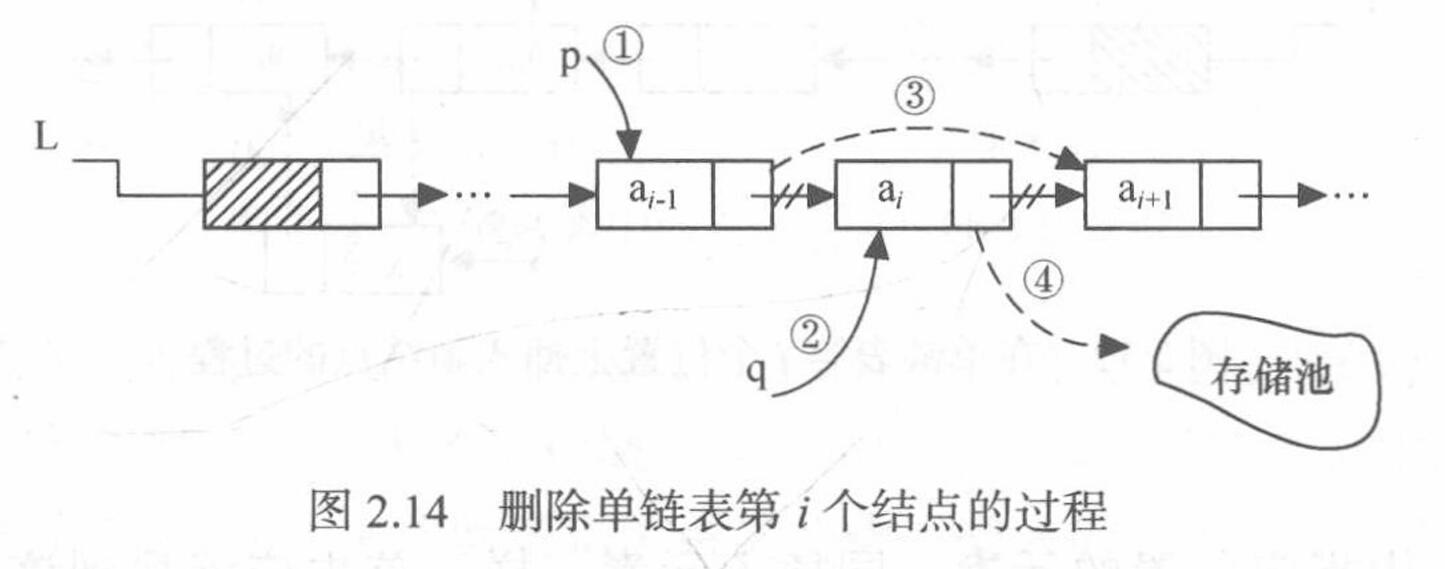 p ①
③
L
… a_{i-1} a_i a_{i+1} …
④
②
q
存储池
图 2.14 删除单链表第 i 个结点的过程